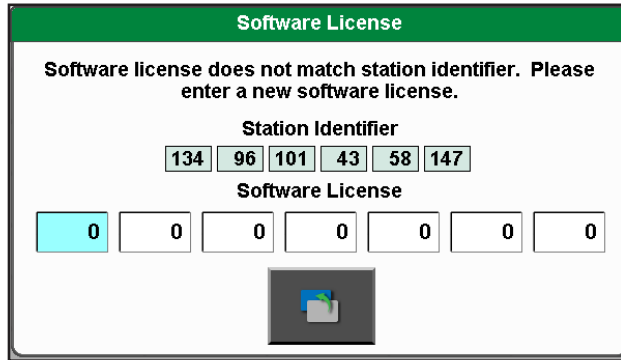 Software License
Software license does not match station identifier. Please
enter a new software license.
Station Identifier
134 96 101 43 58 147
Software License
0 0 0 0 0 0 0